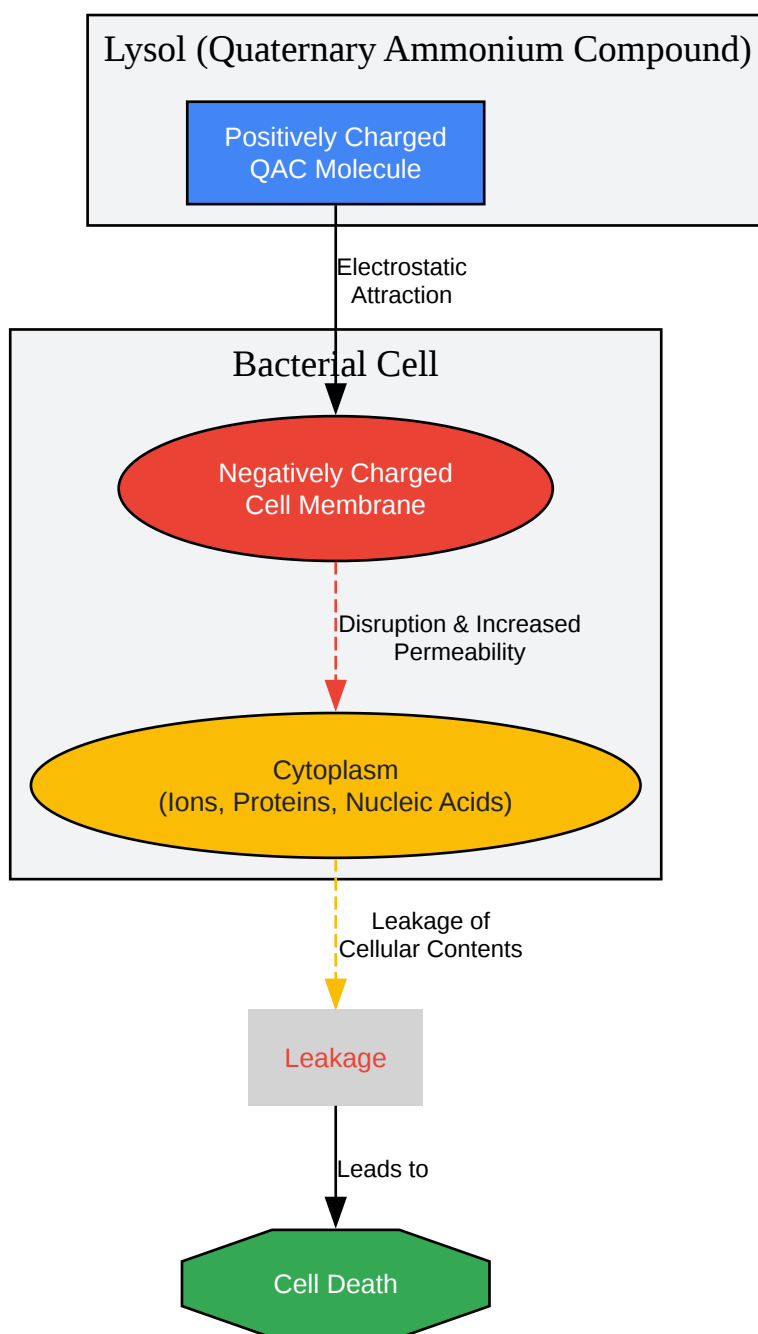 Lysol (Quaternary Ammonium Compound)
Positively Charged
QAC Molecule
Electrostatic
Attraction
Bacterial Cell
Negatively Charged
Cell Membrane
Disruption & Increased
Permeability
Cytoplasm
(Ions, Proteins, Nucleic Acids)
Leakage of
Cellular Contents
Leakage
Leads to
Cell Death